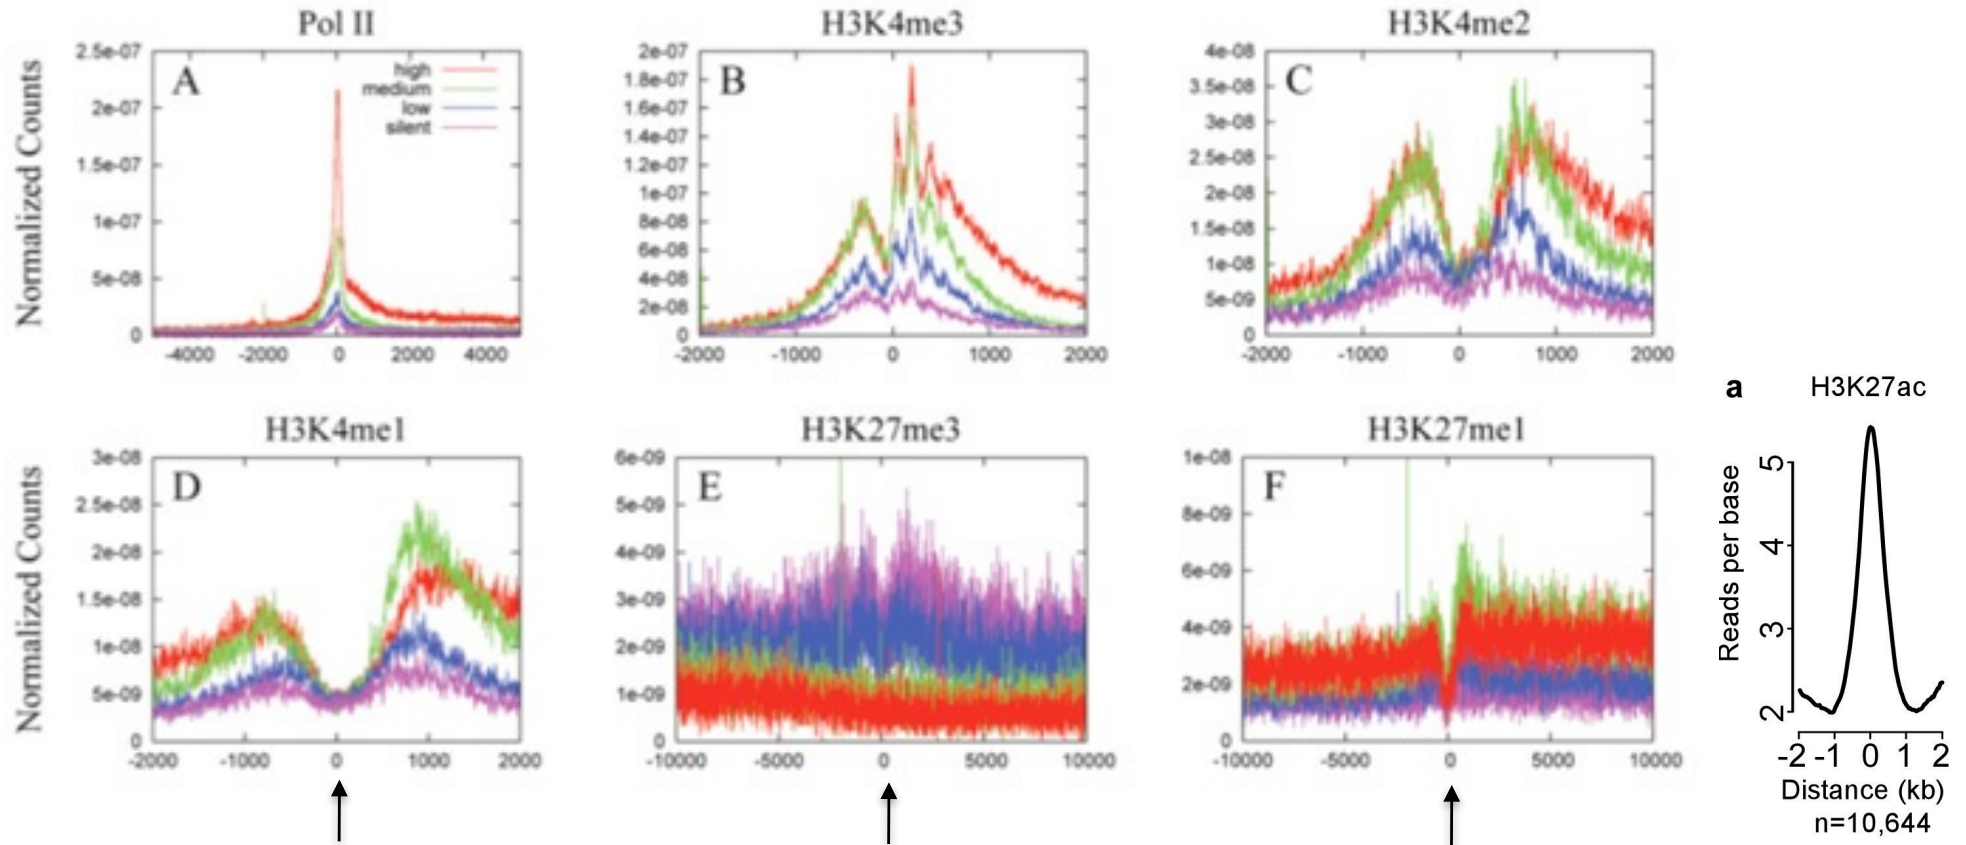 Pol II
H3K4me3
H3K4me2
Normalized Counts
A
2.5e-07
2e-07
1.5e-07
1e-07
5e-08
0
high
medium
low
silent
-4000 -2000 0 2000 4000
B
2e-07
1.8e-07
1.6e-07
1.4e-07
1.2e-07
1e-07
8e-08
6e-08
4e-08
2e-08
0
-2000 -1000 0 1000 2000
C
4e-08
3.5e-08
3e-08
2.5e-08
2e-08
1.5e-08
1e-08
5e-09
0
-2000 -1000 0 1000 2000
H3K4me1
H3K27me3
H3K27me1
Normalized Counts
D
3e-08
2.5e-08
2e-08
1.5e-08
1e-08
5e-09
0
-2000 -1000 0 1000 2000
E
6e-09
5e-09
4e-09
3e-09
2e-09
1e-09
0
-10000 -5000 0 5000 10000
F
1e-08
8e-09
6e-09
4e-09
2e-09
0
-10000 -5000 0 5000 10000
a H3K27ac
Reads per base
5
4
3
2
-2 -1 0 1 2
Distance (kb)
n=10,644